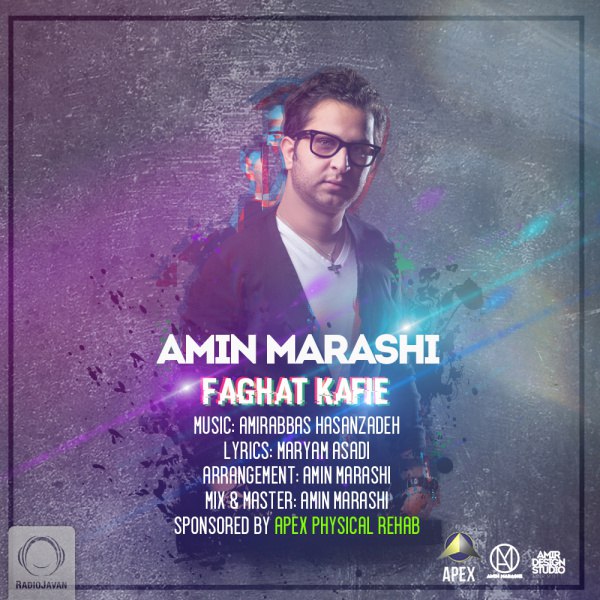 AMIN MARASHI
FAGHAT KAFIE
MUSIC: AMIRABBAS HASANZADEH
LYRICS: MARYAM ASADI
ARRANGEMENT: AMIN MARASHI
MIX & MASTER: AMIN MARASHI
SPONSORED BY APEX PHYSICAL REHAB
RADIOJAVAN
APEX
AMIN MARASHI
AMIR
DESIGN
STUDIO